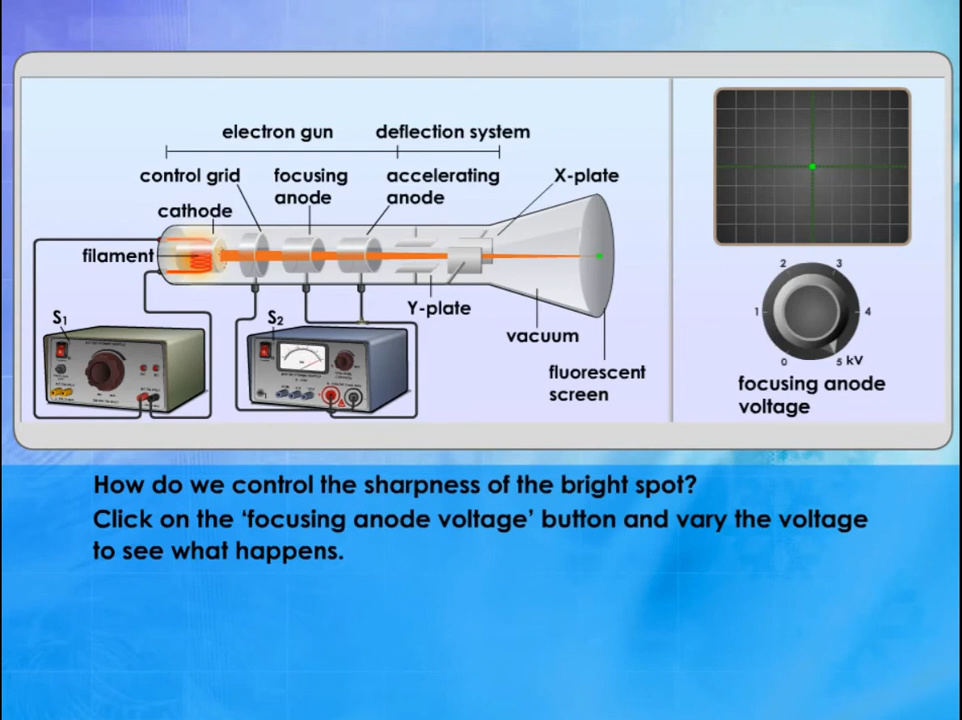 electron gun
deflection system
control grid
focusing
anode
accelerating
anode
X-plate
cathode
filament
S1
S2
Y-plate
vacuum
fluorescent
screen
2
3
1
4
0
5 kV
focusing anode
voltage
How do we control the sharpness of the bright spot?
Click on the ‘focusing anode voltage’ button and vary the voltage
to see what happens.